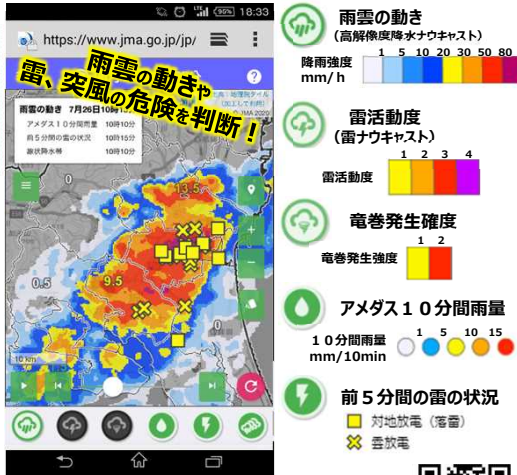 95%
18:33
https://www.jma.go.jp/jp/
雨雲の動きや
雷、突風の危険を判断！
雨雲の動き 7月26日10時1
アメダス１０分間雨量 10時10分
前５分間の雷の状況 10時15分
線状降水帯 10時10分
0
13.5
0.5
9.5
0
0
10 km
雨雲の動き
(高解像度降水ナウキャスト)
降雨強度
mm/h
1 5 10 20 30 50 80
雷活動度
(雷ナウキャスト)
雷活動度
1 2 3 4
竜巻発生確度
竜巻発生強度
1 2
アメダス１０分間雨量
１０分間雨量
mm/10min
1 5 10 15
前５分間の雷の状況
対地放電（落雷）
雲放電